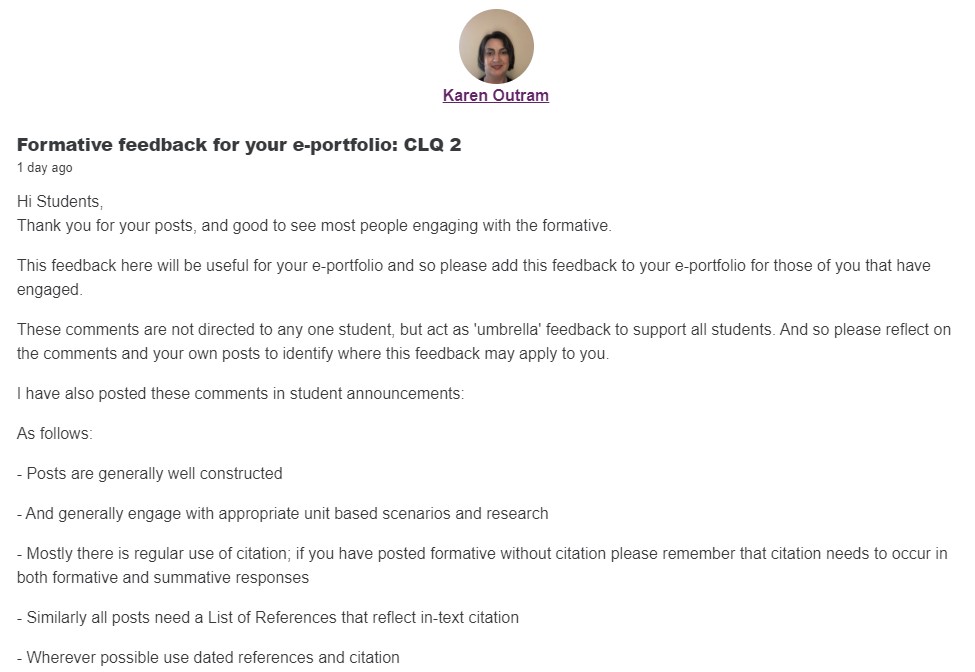 Karen Outram
Formative feedback for your e-portfolio: CLQ 2
1 day ago
Hi Students,
Thank you for your posts, and good to see most people engaging with the formative.
This feedback here will be useful for your e-portfolio and so please add this feedback to your e-portfolio for those of you that have
engaged.
These comments are not directed to any one student, but act as 'umbrella' feedback to support all students. And so please reflect on
the comments and your own posts to identify where this feedback may apply to you.
I have also posted these comments in student announcements:
As follows:
- Posts are generally well constructed
- And generally engage with appropriate unit based scenarios and research
- Mostly there is regular use of citation; if you have posted formative without citation please remember that citation needs to occur in
both formative and summative responses
- Similarly all posts need a List of References that reflect in-text citation
- Wherever possible use dated references and citation